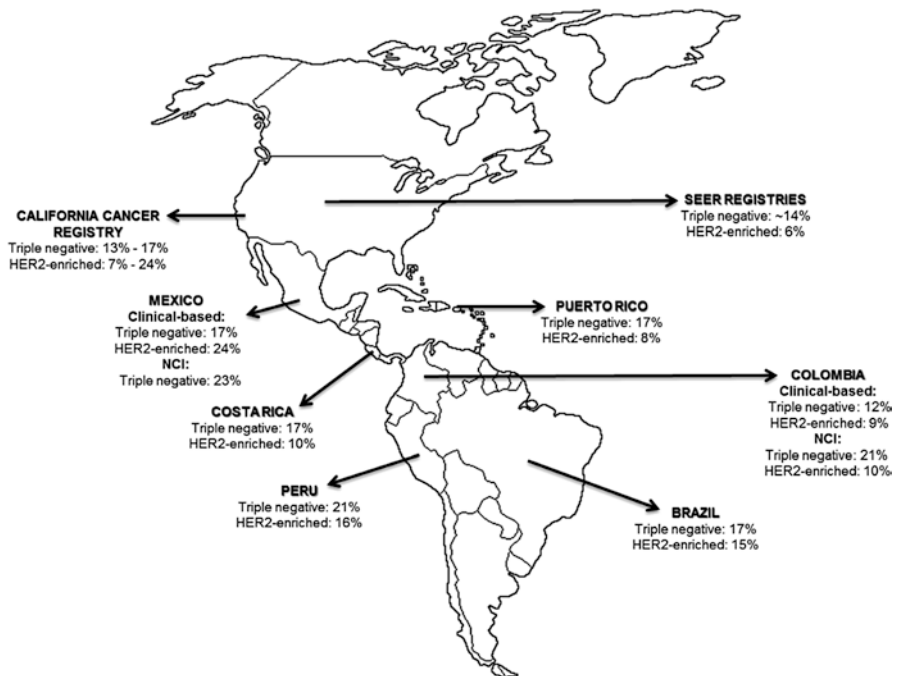 SEER REGISTRIES
Triple negative: ~14%
HER2-enriched: 6%
CALIFORNIA CANCER
REGISTRY
Triple negative: 13% - 17%
HER2-enriched: 7% - 24%
MEXICO
Clinical-based:
Triple negative: 17%
HER2-enriched: 24%
NCI:
Triple negative: 23%
PUERTO RICO
Triple negative: 17%
HER2-enriched: 8%
COLOMBIA
Clinical-based:
Triple negative: 12%
HER2-enriched: 9%
NCI:
Triple negative: 21%
HER2-enriched: 10%
COSTA RICA
Triple negative: 17%
HER2-enriched: 10%
PERU
Triple negative: 21%
HER2-enriched: 16%
BRAZIL
Triple negative: 17%
HER2-enriched: 15%